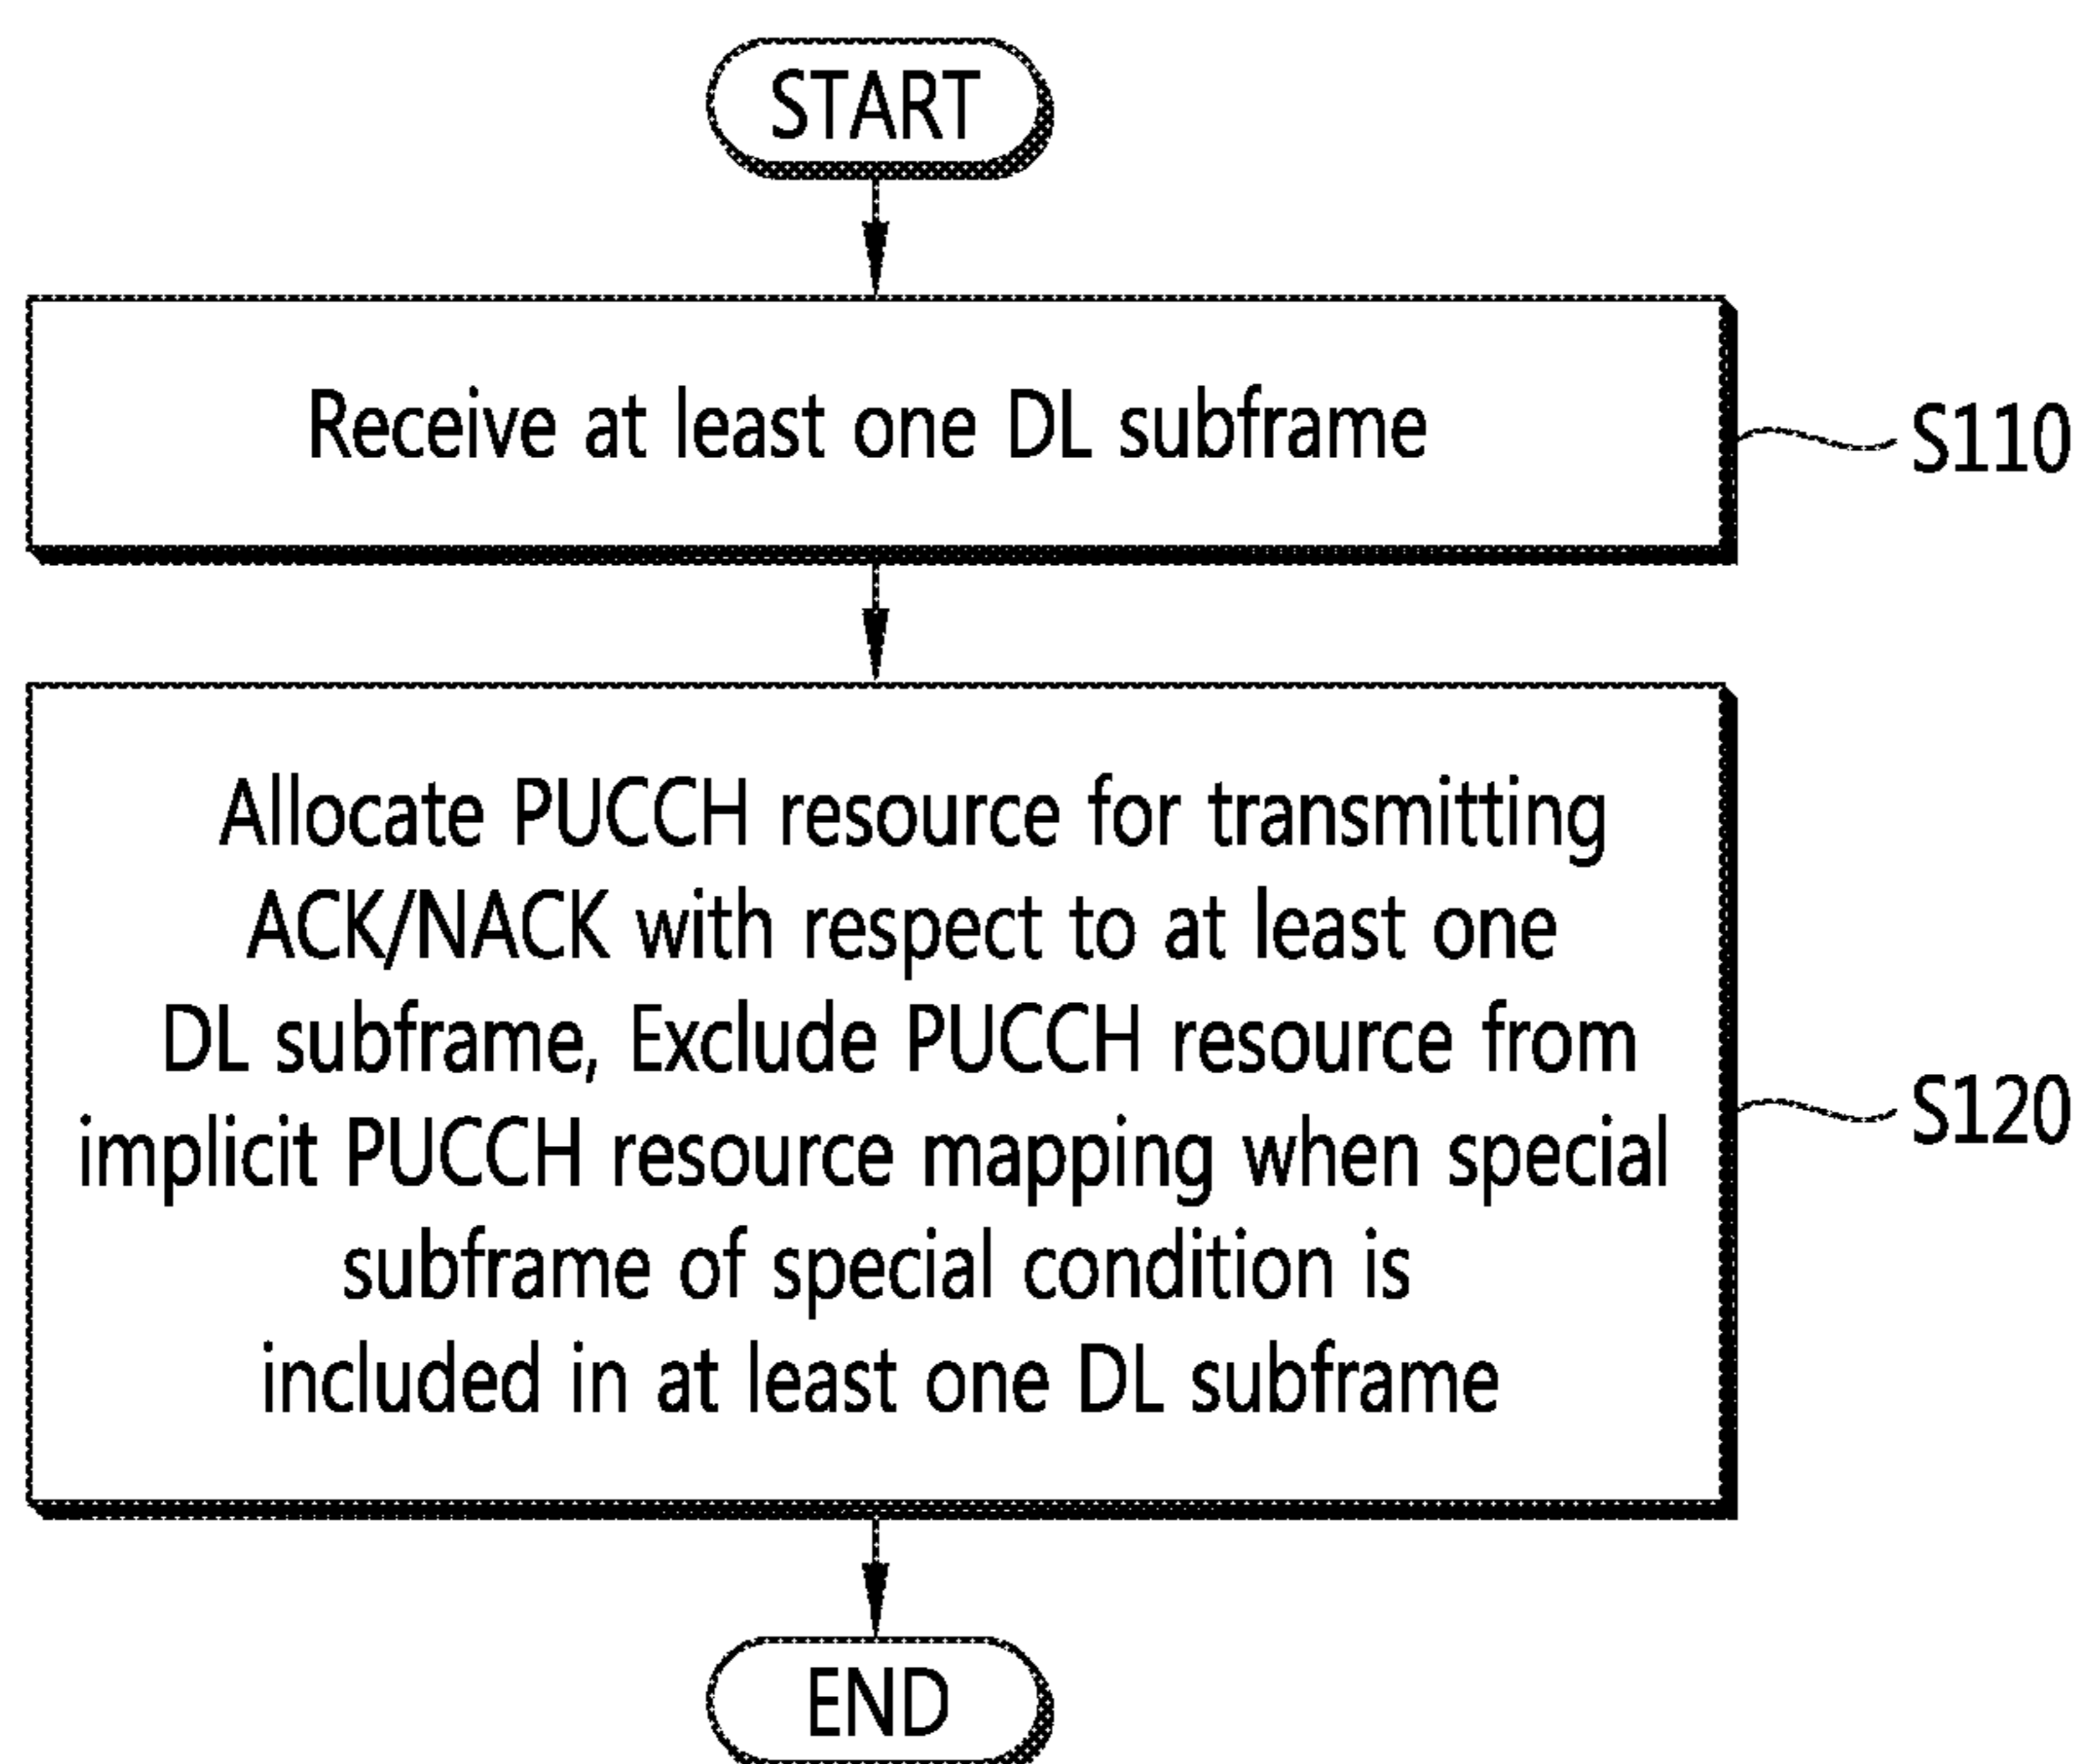 START
Receive at least one DL subframe
S110
Allocate PUCCH resource for transmitting
ACK/NACK with respect to at least one
DL subframe, Exclude PUCCH resource from
implicit PUCCH resource mapping when special
subframe of special condition is
included in at least one DL subframe
S120
END